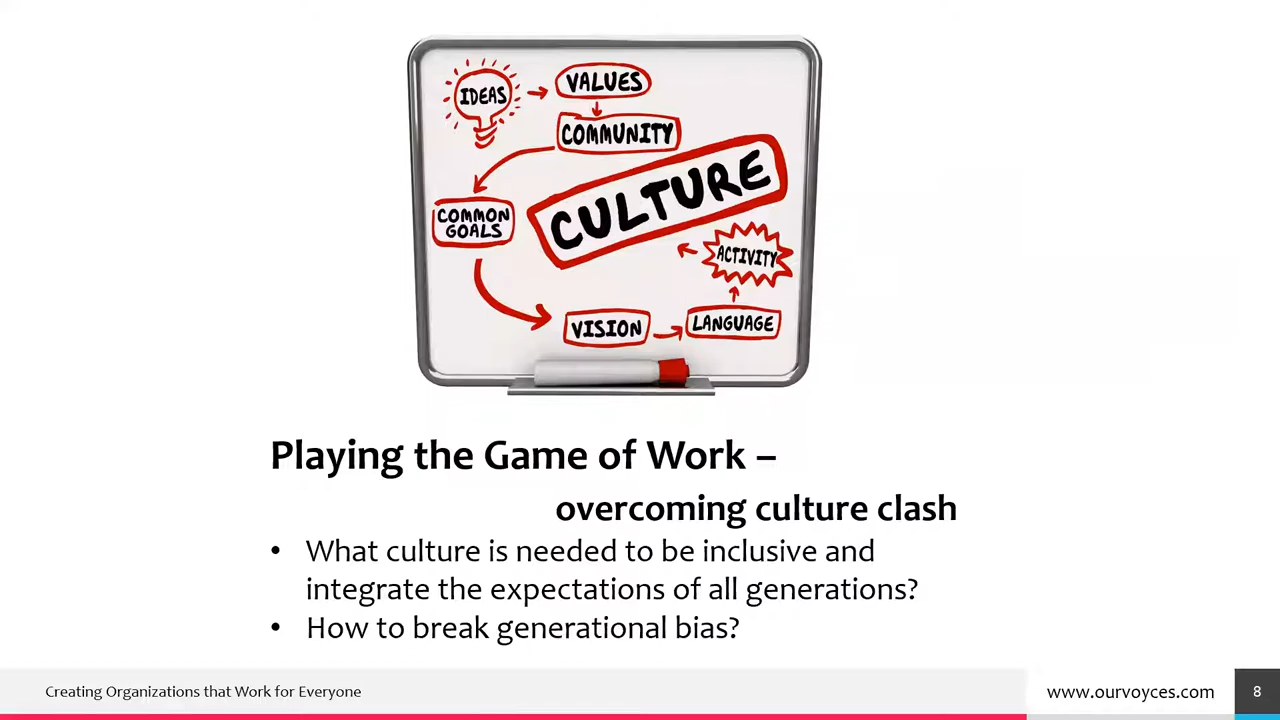 IDEAS
VALUES
COMMUNITY
CULTURE
COMMON
GOALS
ACTIVITY
VISION
LANGUAGE
Playing the Game of Work –
overcoming culture clash
• What culture is needed to be inclusive and
integrate the expectations of all generations?
• How to break generational bias?
Creating Organizations that Work for Everyone
www.ourvoyces.com
8